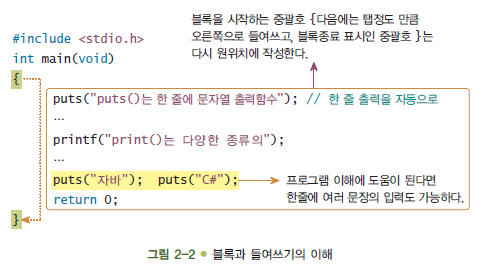 블록을 시작하는 중괄호 {다음에는 탭정도 만큼
오른쪽으로 들여쓰고, 블록종료 표시인 중괄호 }는
다시 원위치에 작성한다.
#include <stdio.h>
int main(void)
{
puts("puts()는 한 줄에 문자열 출력함수"); // 한 줄 출력을 자동으로
...
printf("print()는 다양한 종류의");
...
puts("자바"); puts("C#");
프로그램 이해에 도움이 된다면
한줄에 여러 문장의 입력도 가능하다.
return 0;
}
그림 2-2 ● 블록과 들여쓰기의 이해